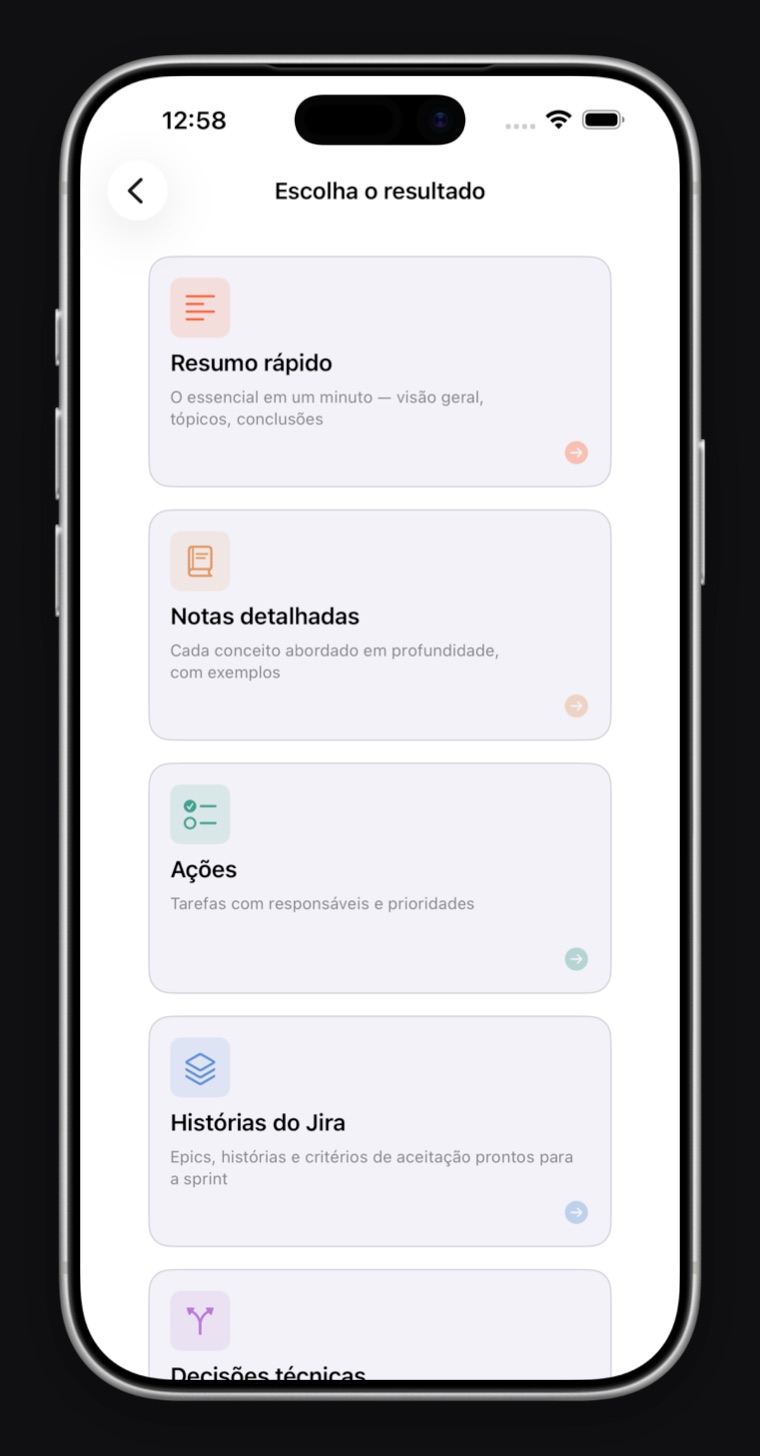 12:58
Escolha o resultado
Resumo rápido
O essencial em um minuto — visão geral,
tópicos, conclusões
Notas detalhadas
Cada conceito abordado em profundidade,
com exemplos
Ações
Tarefas com responsáveis e prioridades
Histórias do Jira
Epics, histórias e critérios de aceitação prontos para
a sprint
Decisões técnicas